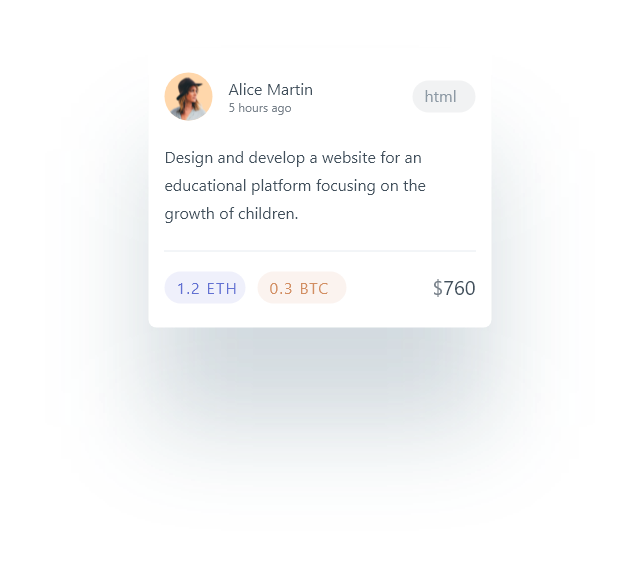 Alice Martin
5 hours ago
html
Design and develop a website for an
educational platform focusing on the
growth of children.
1.2 ETH
0.3 BTC
$760